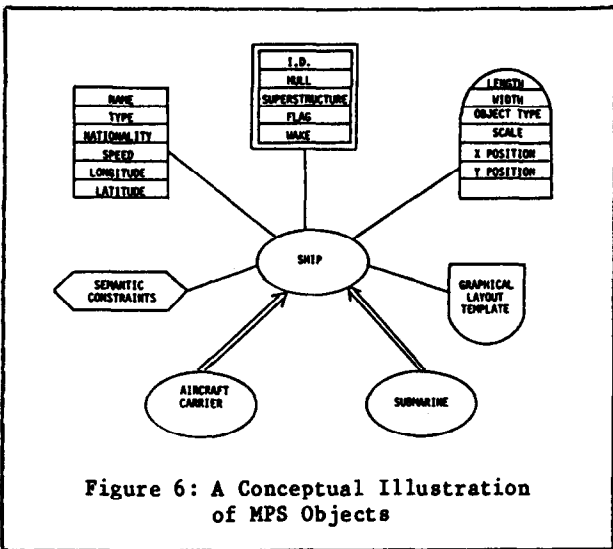 NAME
TYPE
NATIONALITY
SPEED
LONGITUDE
LATITUDE
I.D.
HULL
SUPERSTRUCTURE
FLAG
WAKE
LENGTH
WIDTH
OBJECT TYPE
SCALE
X POSITION
Y POSITION
SHIP
SEMANTIC
CONSTRAINTS
GRAPHICAL
LAYOUT
TEMPLATE
AIRCRAFT
CARRIER
SUBMARINE
Figure 6: A Conceptual Illustration
of MPS Objects